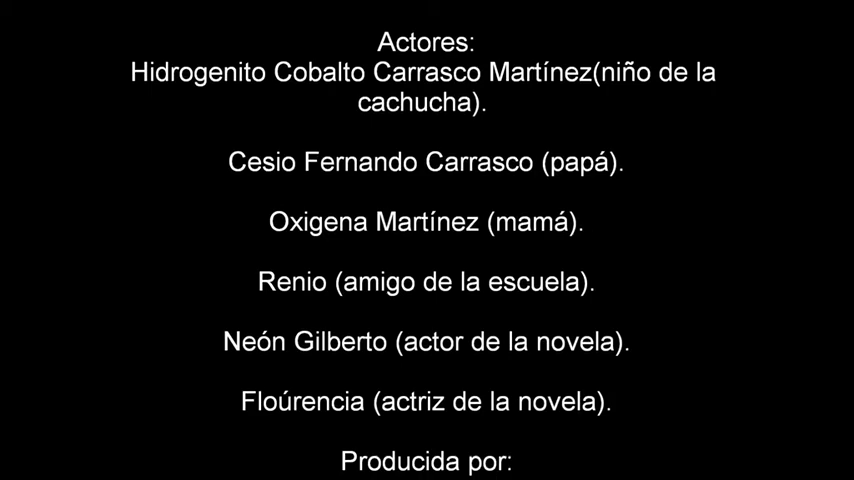 Actores:
Hidrogenito Cobalto Carrasco Martínez(niño de la
cachucha).
Cesio Fernando Carrasco (papá).
Oxigena Martínez (mamá).
Renio (amigo de la escuela).
Neón Gilberto (actor de la novela).
Floúrencia (actriz de la novela).
Producida por: